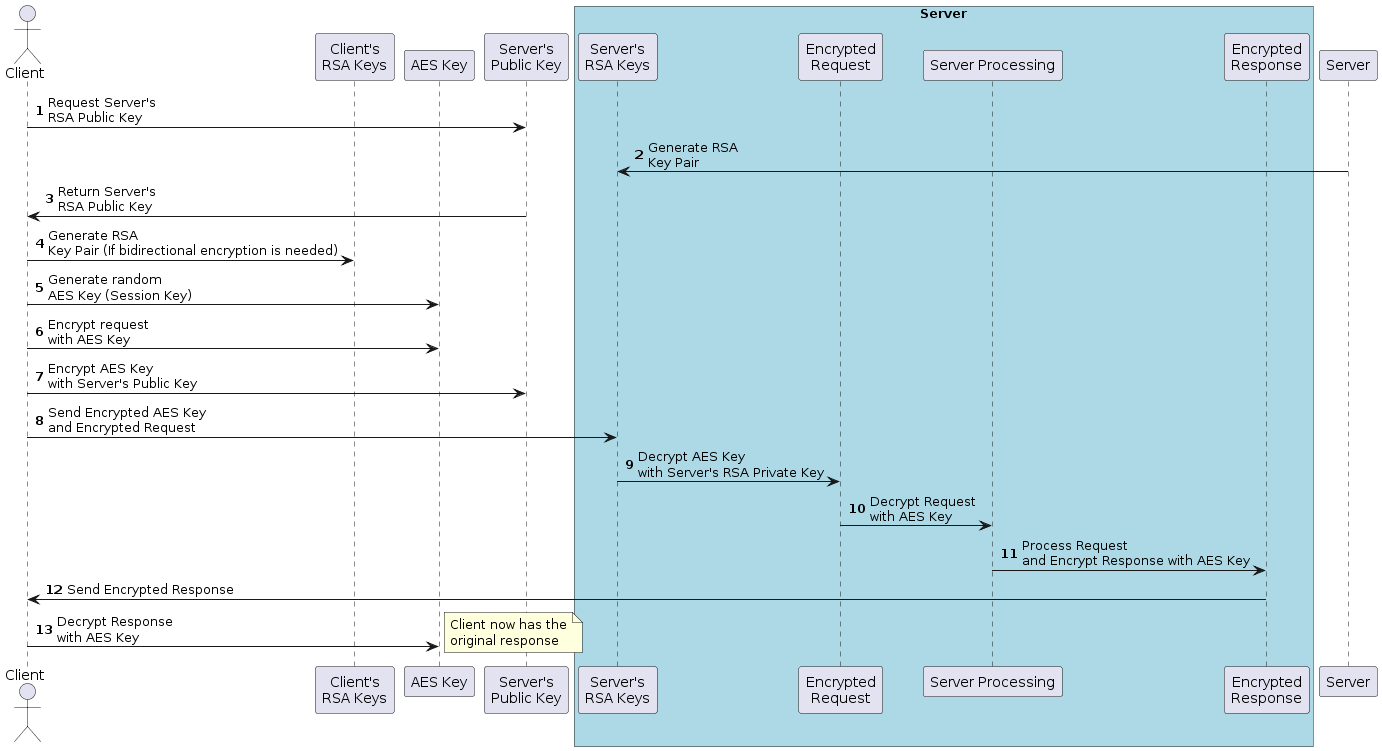 Server
Client
Client's
RSA Keys
AES Key
Server's
Public Key
Server's
RSA Keys
Encrypted
Request
Server Processing
Encrypted
Response
Server
1 Request Server's
RSA Public Key
2 Generate RSA
Key Pair
3 Return Server's
RSA Public Key
4 Generate RSA
Key Pair (If bidirectional encryption is needed)
5 Generate random
AES Key (Session Key)
6 Encrypt request
with AES Key
7 Encrypt AES Key
with Server's Public Key
8 Send Encrypted AES Key
and Encrypted Request
9 Decrypt AES Key
with Server's RSA Private Key
10 Decrypt Request
with AES Key
11 Process Request
and Encrypt Response with AES Key
12 Send Encrypted Response
13 Decrypt Response
with AES Key
Client now has the
original response
Client
Client's
RSA Keys
AES Key
Server's
Public Key
Server's
RSA Keys
Encrypted
Request
Server Processing
Encrypted
Response
Server